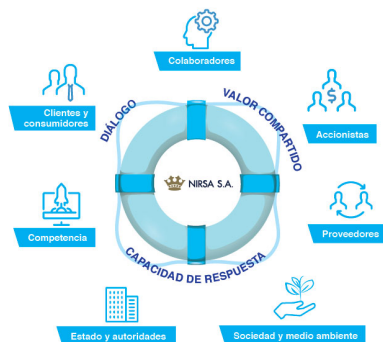 Colaboradores
Clientes y
consumidores
DIÁLOGO
VALOR COMPARTIDO
Accionistas
NIRSA S.A.
Competencia
Proveedores
CAPACIDAD DE RESPUESTA
Estado y autoridades
Sociedad y medio ambiente